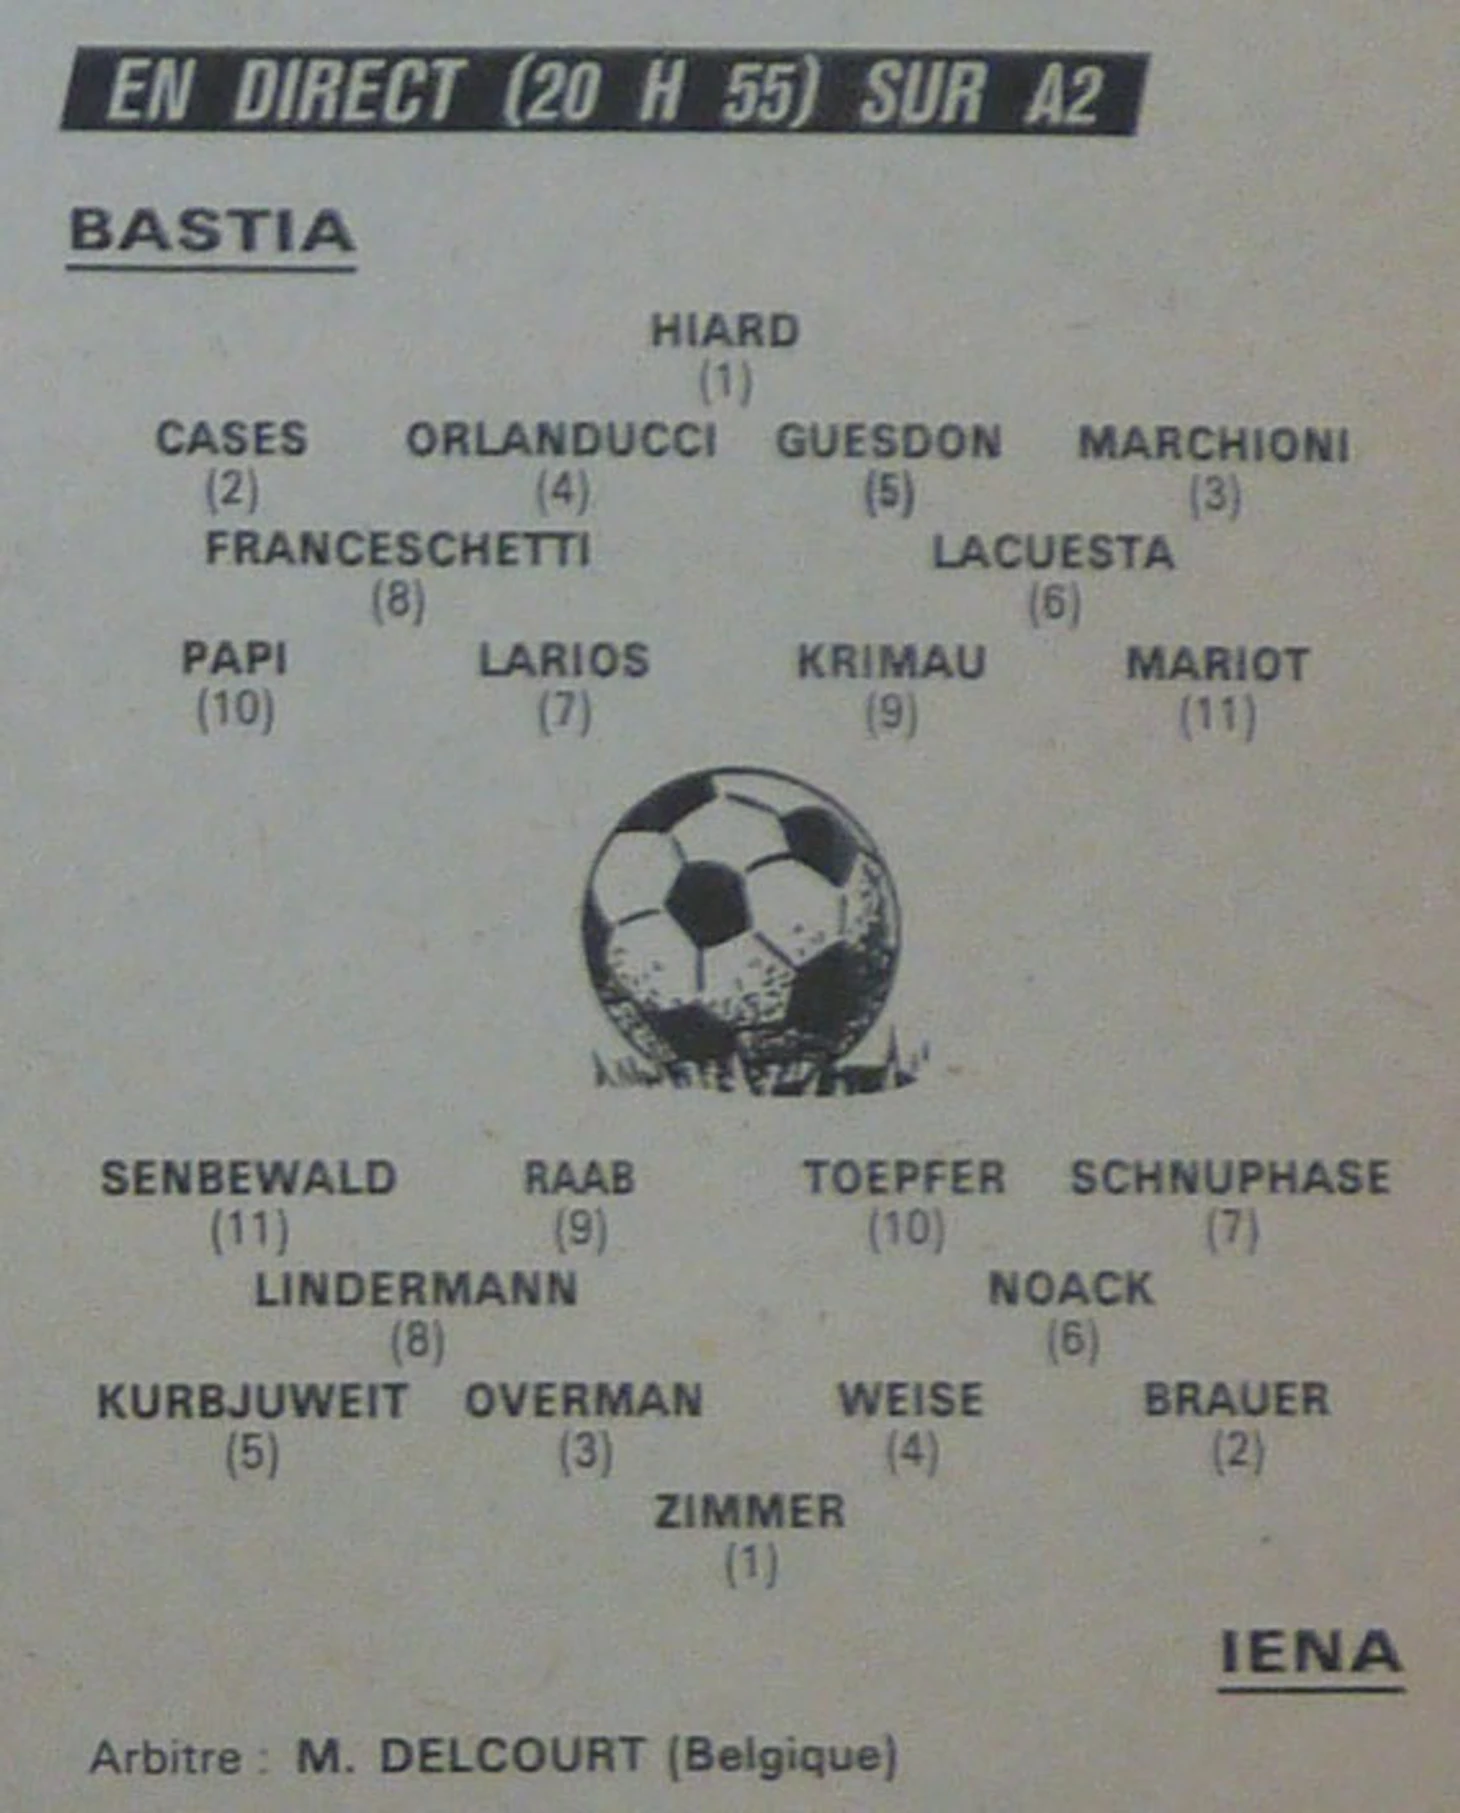 EN DIRECT (20 H 55) SUR A2
BASTIA
HIARD
(1)
CASES ORLANDUCCI GUESDON MARCHIONI
(2) (4) (5) (3)
FRANCESCHETTI LACUESTA
(8) (6)
PAPI LARIOS KRIMAU MARIOT
(10) (7) (9) (11)
SENBEWALD RAAB TOEPFER SCHNUPHASE
(11) (9) (10) (7)
LINDERMANN NOACK
(8) (6)
KURBJUWEIT OVERMAN WEISE BRAUER
(5) (3) (4) (2)
ZIMMER
(1)
IENA
Arbitre : M. DELCOURT (Belgique)